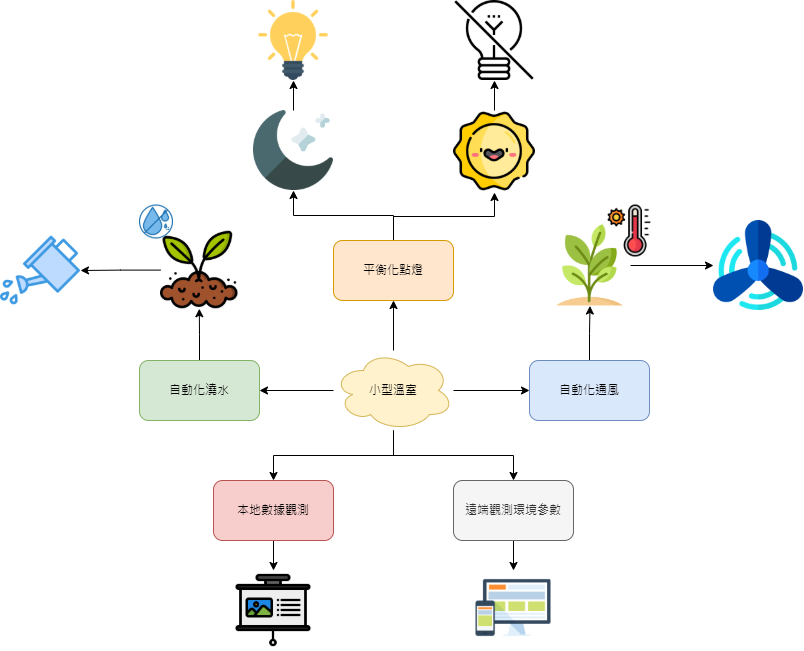 平衡化點燈
自動化澆水
小型溫室
自動化通風
本地數據觀測
遠端觀測環境參數